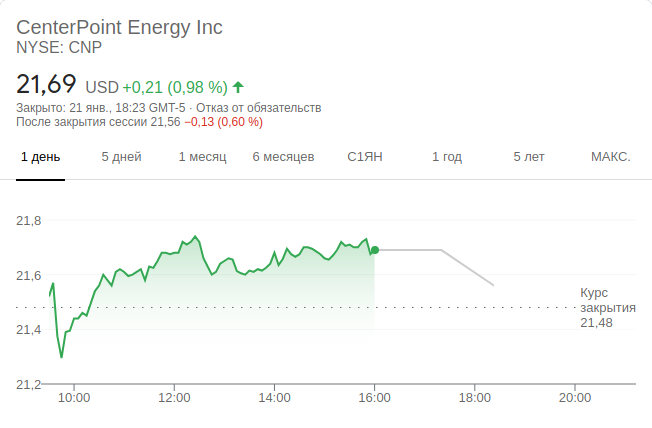 CenterPoint Energy Inc
NYSE: CNP
21,69 USD +0,21 (0,98 %)
Закрыто: 21 янв., 18:23 GMT-5 · Отказ от обязательств
После закрытия сессии 21,56 −0,13 (0,60 %)
1 день 5 дней 1 месяц 6 месяцев С1ЯН 1 год 5 лет МАКС.
21,8
21,6
Курс
закрытия
21,48
21,4
21,2
10:00 12:00 14:00 16:00 18:00 20:00